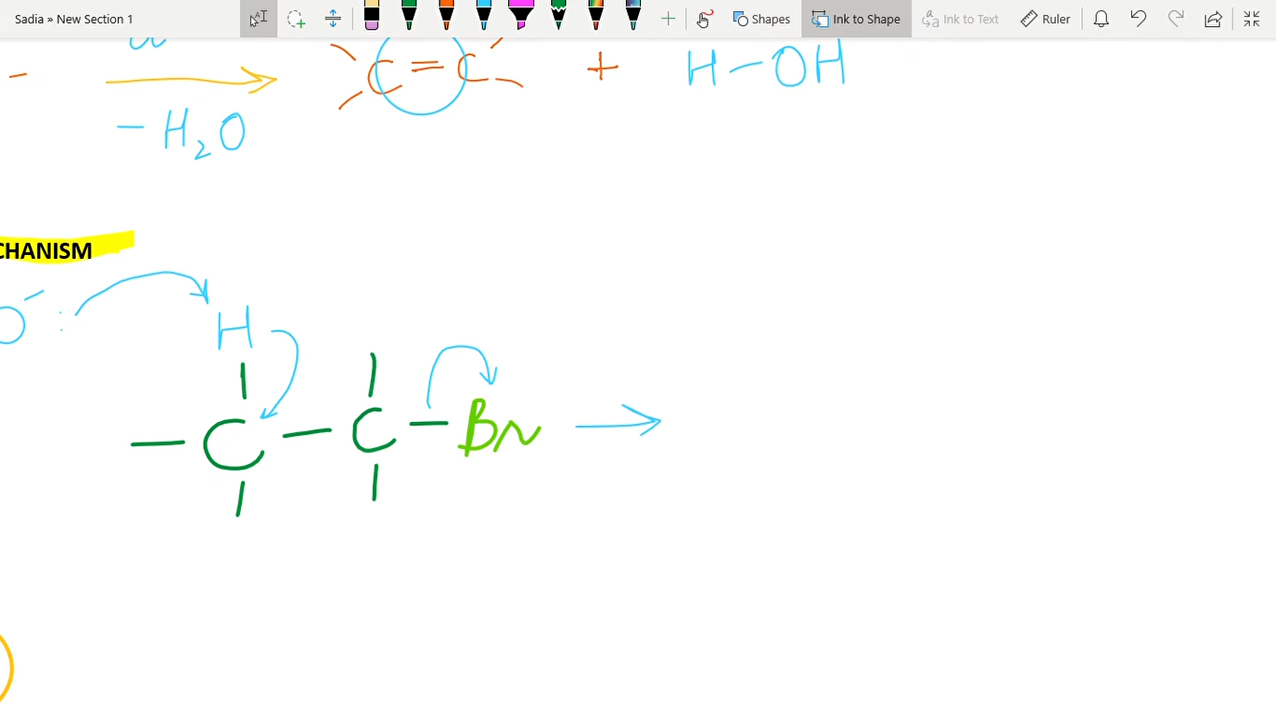 Sadia » New Section 1
Shapes
Ink to Shape
Ink to Text
Ruler
C = C + H - OH
- H₂O
CHANISM
O⁻ :
H
- C - C - Br →